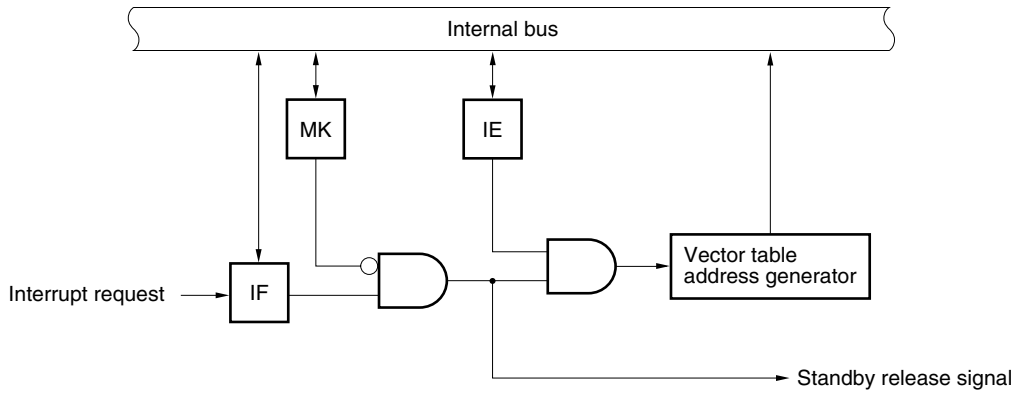 Internal bus
MK
IE
Interrupt request
IF
Vector table
address generator
Standby release signal